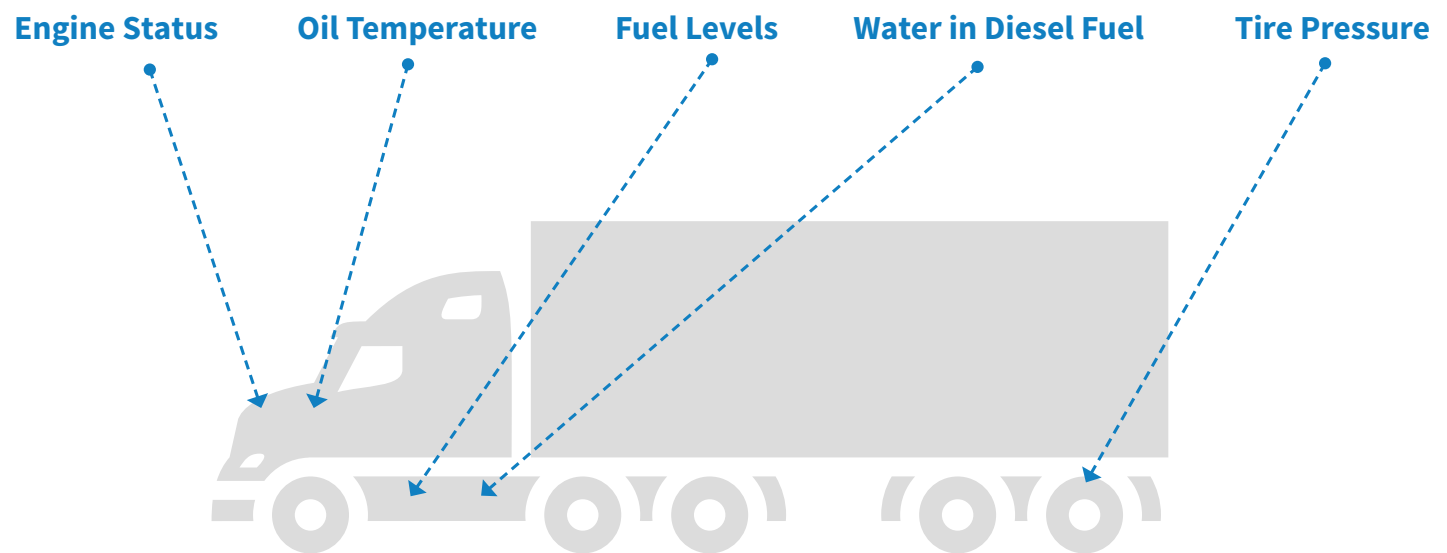 Engine Status
Oil Temperature
Fuel Levels
Water in Diesel Fuel
Tire Pressure